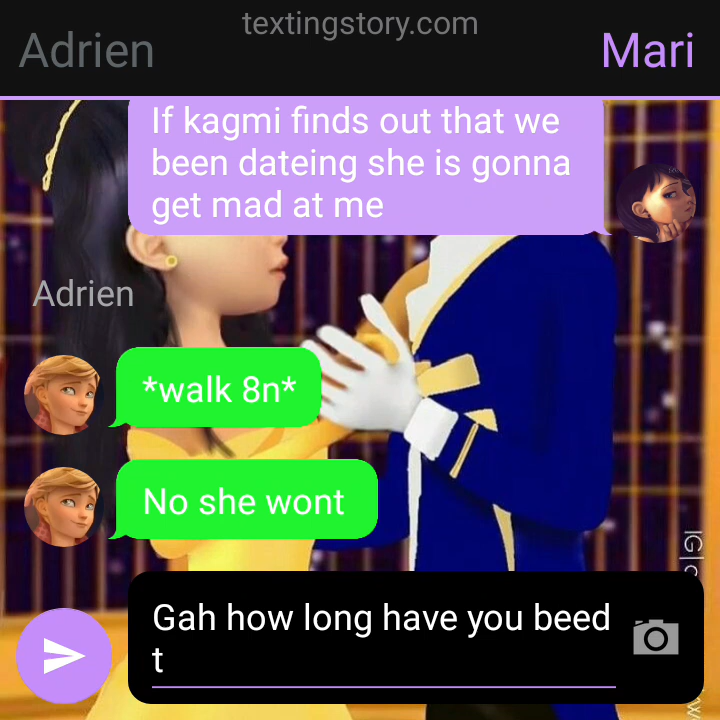 textingstory.com
Adrien
Mari
If kagmi finds out that we
been dateing she is gonna
get mad at me
Adrien
*walk 8n*
No she wont
Gah how long have you beed
t
IG|c